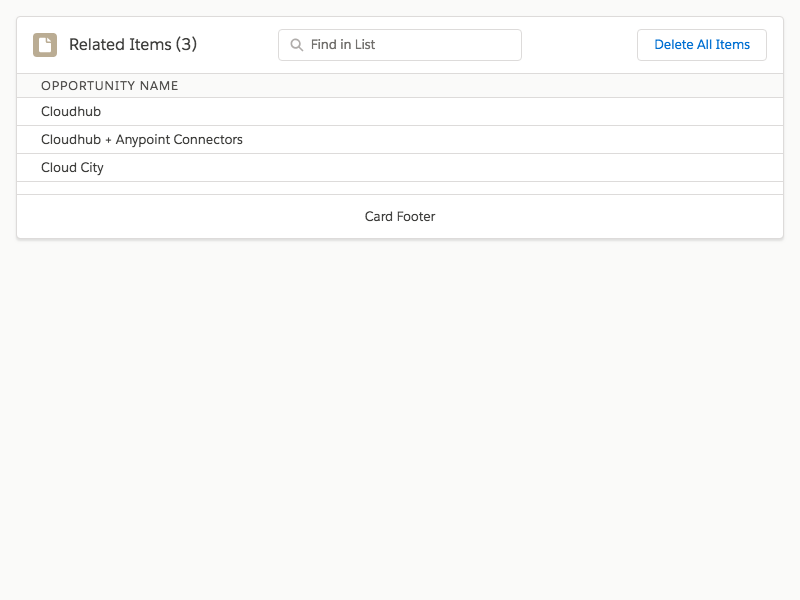 Related Items (3)
Find in List
Delete All Items
OPPORTUNITY NAME
Cloudhub
Cloudhub + Anypoint Connectors
Cloud City
Card Footer